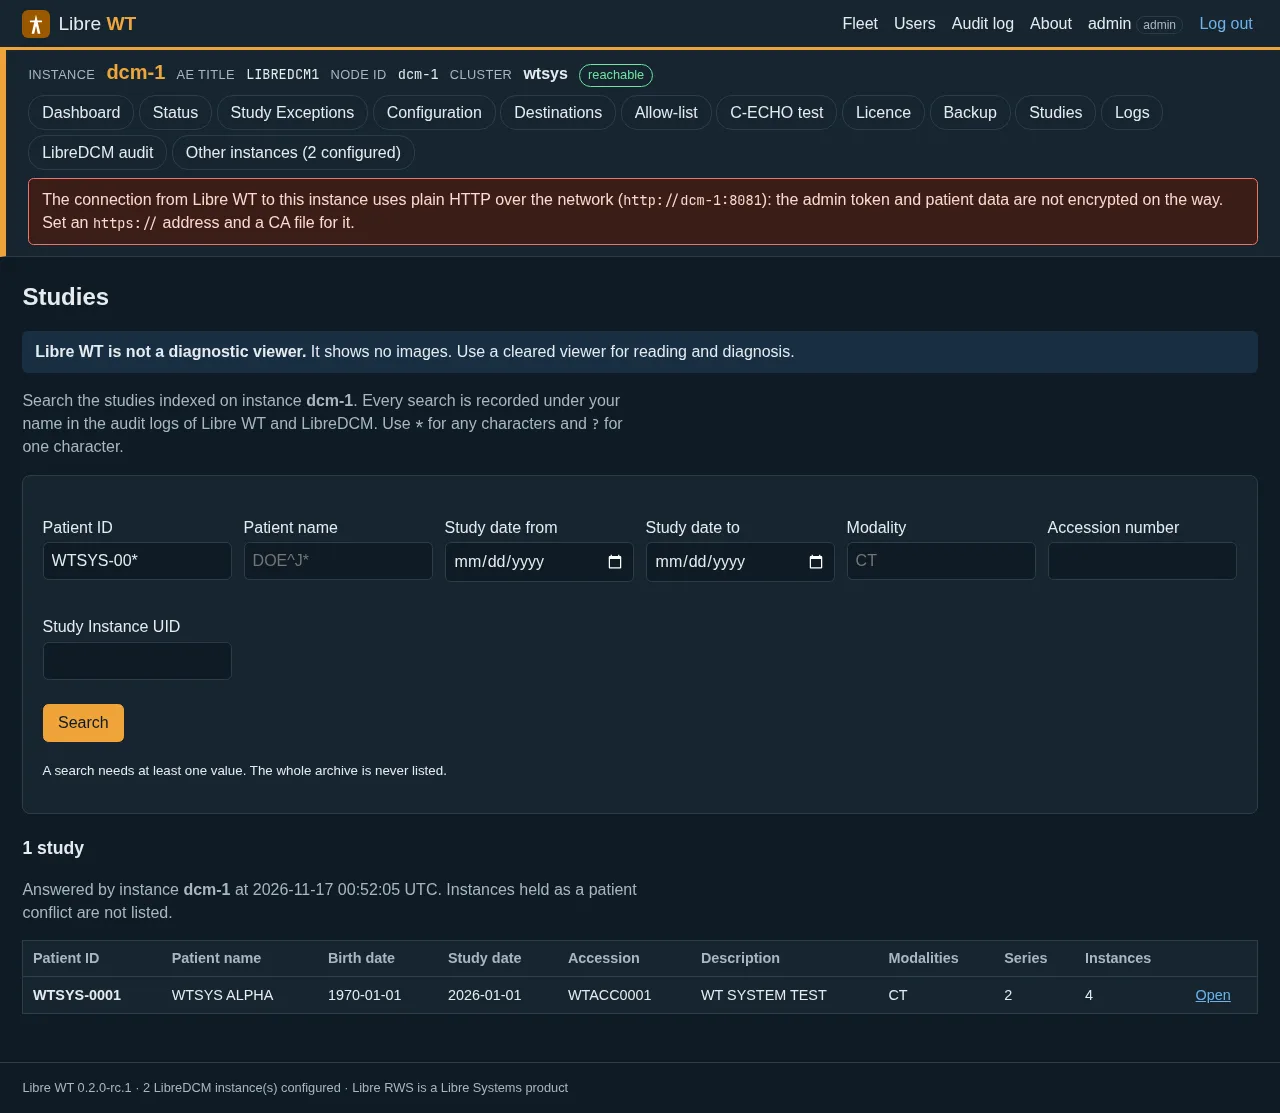 Libre WT
Fleet Users Audit log About admin admin Log out
INSTANCE dcm-1 AE TITLE LIBREDCM1 NODE ID dcm-1 CLUSTER wtsys reachable
Dashboard Status Study Exceptions Configuration Destinations Allow-list C-ECHO test Licence Backup Studies Logs
LibreDCM audit Other instances (2 configured)
The connection from Libre WT to this instance uses plain HTTP over the network (http://dcm-1:8081): the admin token and patient data are not encrypted on the way.
Set an https:// address and a CA file for it.
Studies
Libre WT is not a diagnostic viewer. It shows no images. Use a cleared viewer for reading and diagnosis.
Search the studies indexed on instance dcm-1. Every search is recorded under your
name in the audit logs of Libre WT and LibreDCM. Use * for any characters and ? for
one character.
Patient ID Patient name Study date from Study date to Modality Accession number
WTSYS-00* DOE^J* mm/dd/yyyy mm/dd/yyyy CT
Study Instance UID
Search
A search needs at least one value. The whole archive is never listed.
1 study
Answered by instance dcm-1 at 2026-11-17 00:52:05 UTC. Instances held as a patient
conflict are not listed.
Patient ID Patient name Birth date Study date Accession Description Modalities Series Instances
WTSYS-0001 WTSYS ALPHA 1970-01-01 2026-01-01 WTACC0001 WT SYSTEM TEST CT 2 4 Open
Libre WT 0.2.0-rc.1 · 2 LibreDCM instance(s) configured · Libre RWS is a Libre Systems product